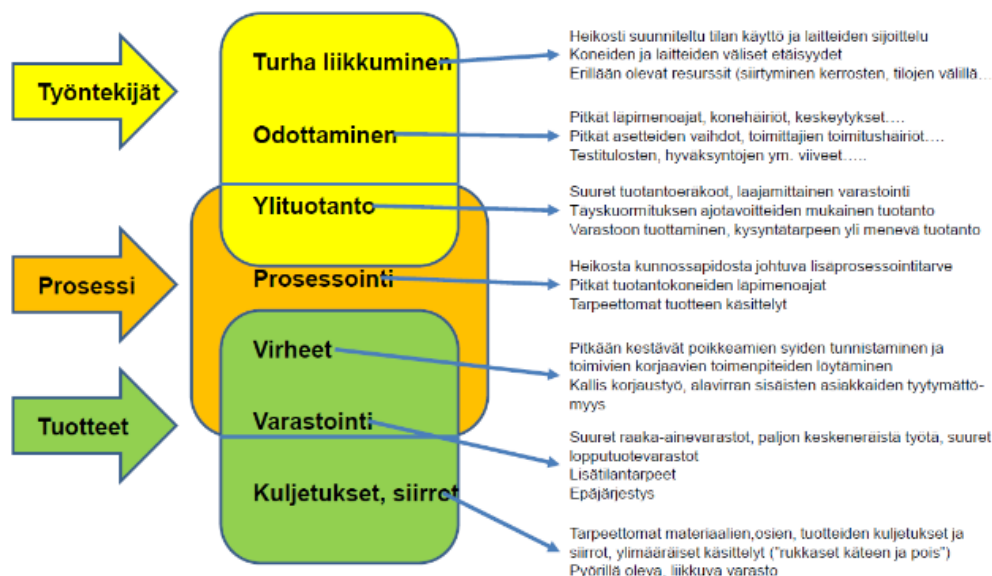 Työntekijät
Prosessi
Tuotteet
Turha liikkuminen
Odottaminen
Ylituotanto
Prosessointi
Virheet
Varastointi
Kuljetukset, siirrot
Heikosti suunniteltu tilan käyttö ja laitteiden sijoittelu
Koneiden ja laitteiden väliset etäisyydet
Erillään olevat resurssit (siirtyminen kerrosten, tilojen välillä…
Pitkät läpimenoajat, konehäiriöt, keskeytykset….
Pitkät asetteiden vaihdot, toimittajien toimitushäiriot….
Testitulosten, hyväksyntojen ym. viiveet…..
Suuret tuotantoeräkoot, laajamittainen varastointi
Täyskuormituksen ajotavoitteiden mukainen tuotanto
Varastoon tuottaminen, kysyntätarpeen yli menevä tuotanto
Heikosta kunnossapidosta johtuva lisäprosessointitarve
Pitkät tuotantokoneiden läpimenoajat
Tarpeettomat tuotteen käsittelyt
Pitkään kestävät poikkeamien syiden tunnistaminen ja
toimivien korjaavien toimenpiteiden löytäminen
Kallis korjaustyö, alavirran sisäisten asiakkaiden tyytymättö-
myys
Suuret raaka-ainevarastot, paljon keskeneräistä työtä, suuret
lopputuotevarastot
Lisätilantarpeet
Epäjärjestys
Tarpeettomat materiaalien,osien, tuotteiden kuljetukset ja
siirrot, ylimääräiset käsittelyt ("rukkaset käteen ja pois")
Pyörillä oleva, liikkuva varasto